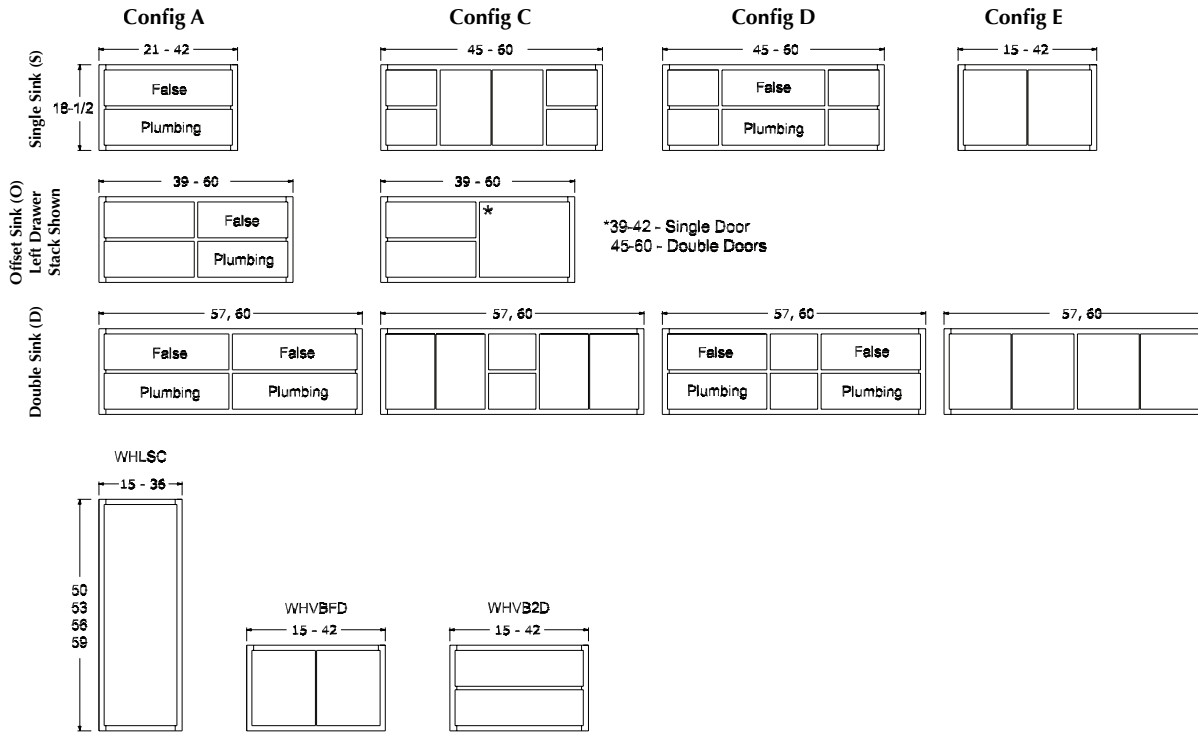 Config A
Config C
Config D
Config E
Single Sink (S)
21 - 42
18-1/2
False
Plumbing
45 - 60
45 - 60
False
Plumbing
15 - 42
Offset Sink (O)
Left Drawer
Stack Shown
39 - 60
False
Plumbing
39 - 60
*
*39-42 - Single Door
45-60 - Double Doors
Double Sink (D)
57, 60
False False
Plumbing Plumbing
57, 60
57, 60
False False
Plumbing Plumbing
57, 60
WHLSC
15 - 36
50
53
56
59
WHVBFD
15 - 42
WHVB2D
15 - 42